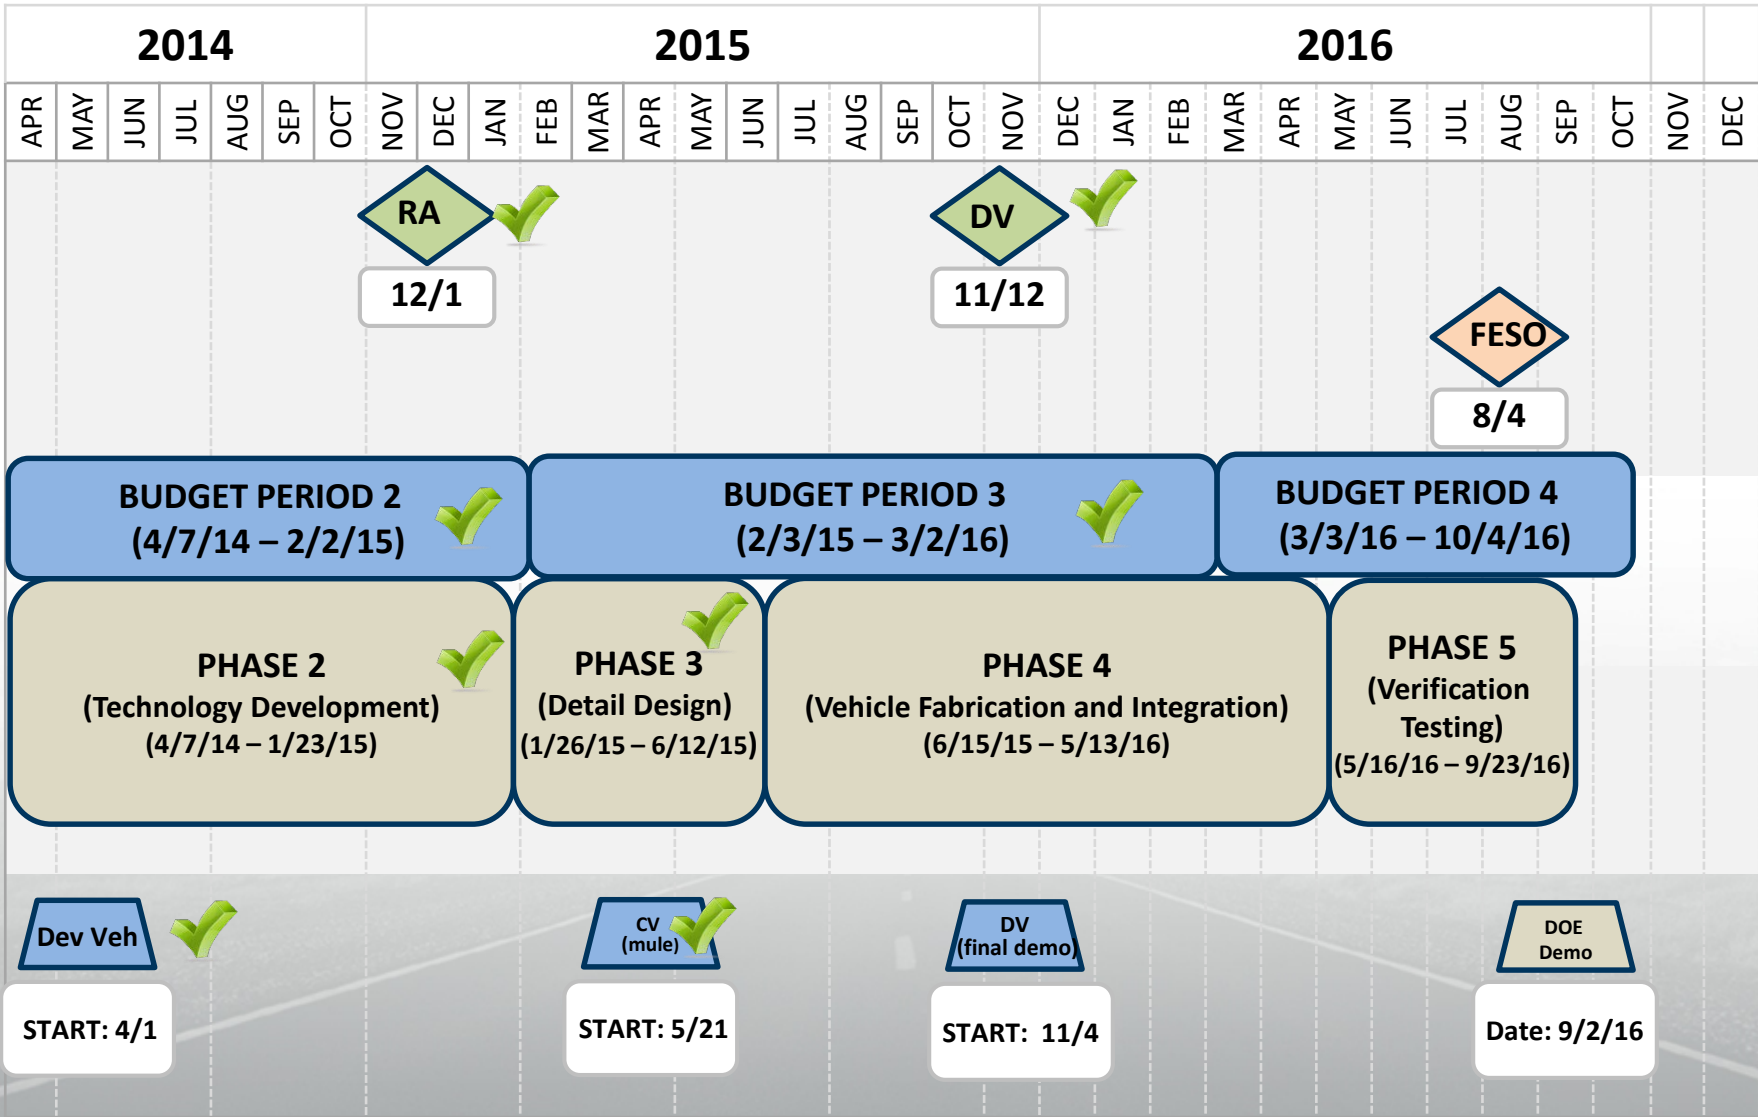 2014
2015
2016
APR MAY JUN JUL AUG SEP OCT NOV DEC JAN FEB MAR APR MAY JUN JUL AUG SEP OCT NOV DEC JAN FEB MAR APR MAY JUN JUL AUG SEP OCT NOV DEC
RA
12/1
DV
11/12
FESO
8/4
BUDGET PERIOD 2
(4/7/14 – 2/2/15)
BUDGET PERIOD 3
(2/3/15 – 3/2/16)
BUDGET PERIOD 4
(3/3/16 – 10/4/16)
PHASE 2
(Technology Development)
(4/7/14 – 1/23/15)
PHASE 3
(Detail Design)
(1/26/15 – 6/12/15)
PHASE 4
(Vehicle Fabrication and Integration)
(6/15/15 – 5/13/16)
PHASE 5
(Verification
Testing)
(5/16/16 – 9/23/16)
Dev Veh
START: 4/1
CV
(mule)
START: 5/21
DV
(final demo)
START: 11/4
DOE
Demo
Date: 9/2/16